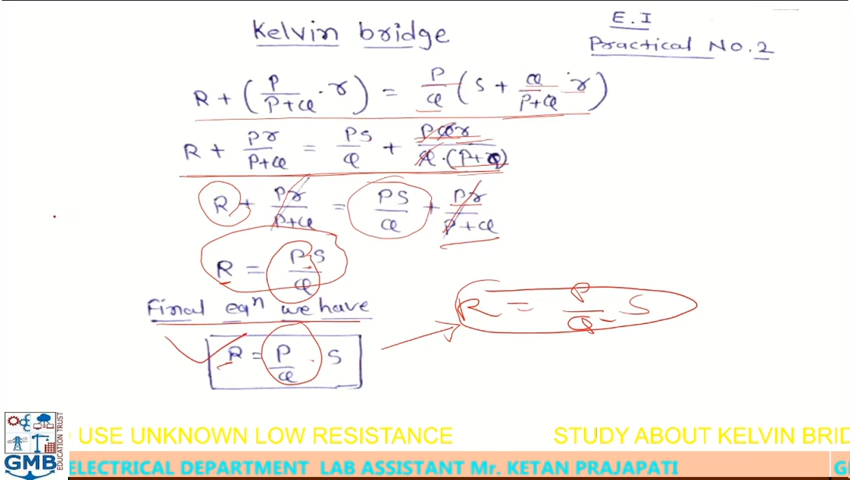 Kelvin bridge
E.I
Practical No.2
R + (P/P+Q · r) = P/Q (S + Q/P+Q · r)
R + Pr/P+Q = PS/Q + PQr/Q·(P+Q)
R + Pr/P+Q = PS/Q + Pr/P+Q
R = PS/Q
Final eqn we have
R = P/Q · S
R = P/Q · S
USE UNKNOWN LOW RESISTANCE STUDY ABOUT KELVIN BRID
GMB
EDUCATION TRUST
ELECTRICAL DEPARTMENT LAB ASSISTANT Mr. KETAN PRAJAPATI G